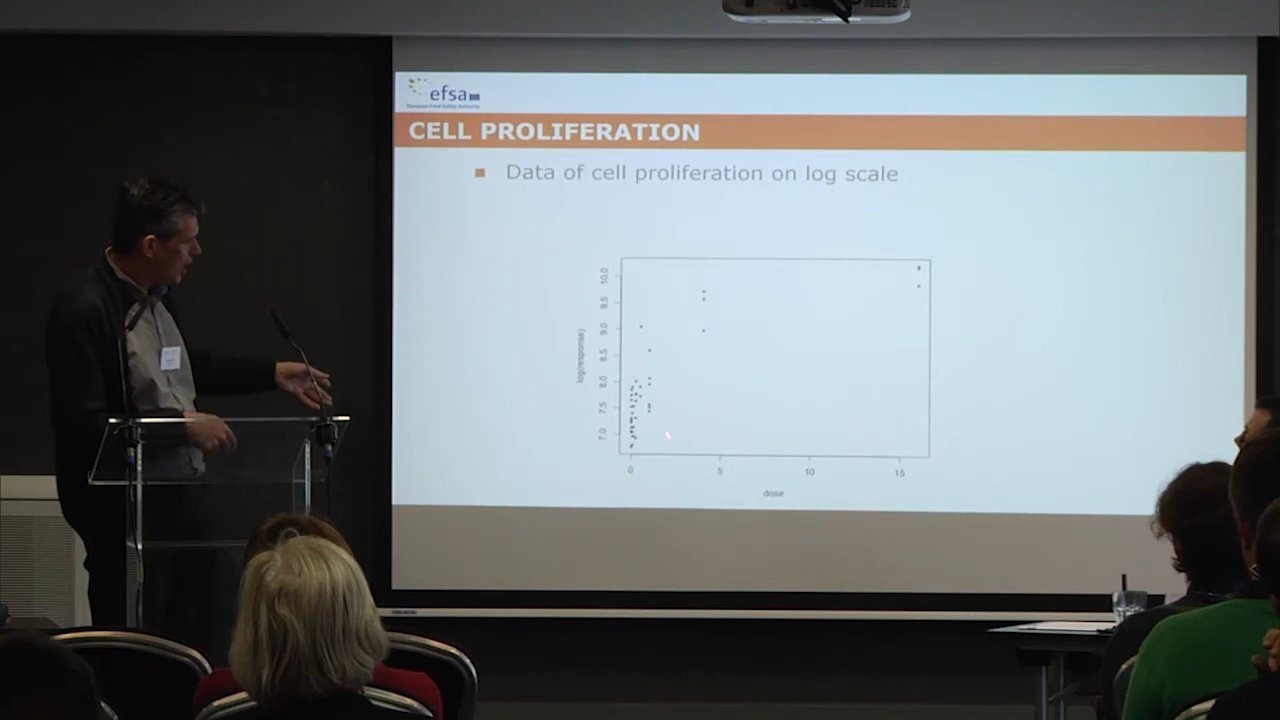 efsa
European Food Safety Authority
CELL PROLIFERATION
Data of cell proliferation on log scale
log(response)
10.0
9.5
9.0
8.5
8.0
7.5
7.0
0 5 10 15
dose